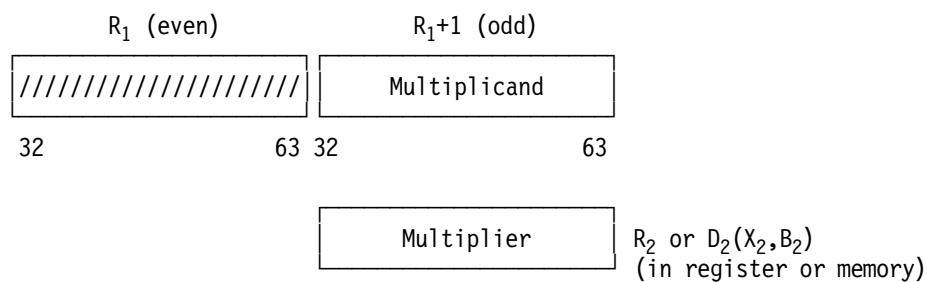 R₁ (even) R₁+1 (odd)
////////////////////// Multiplicand
32 63 32 63
Multiplier R₂ or D₂(X₂,B₂)
(in register or memory)